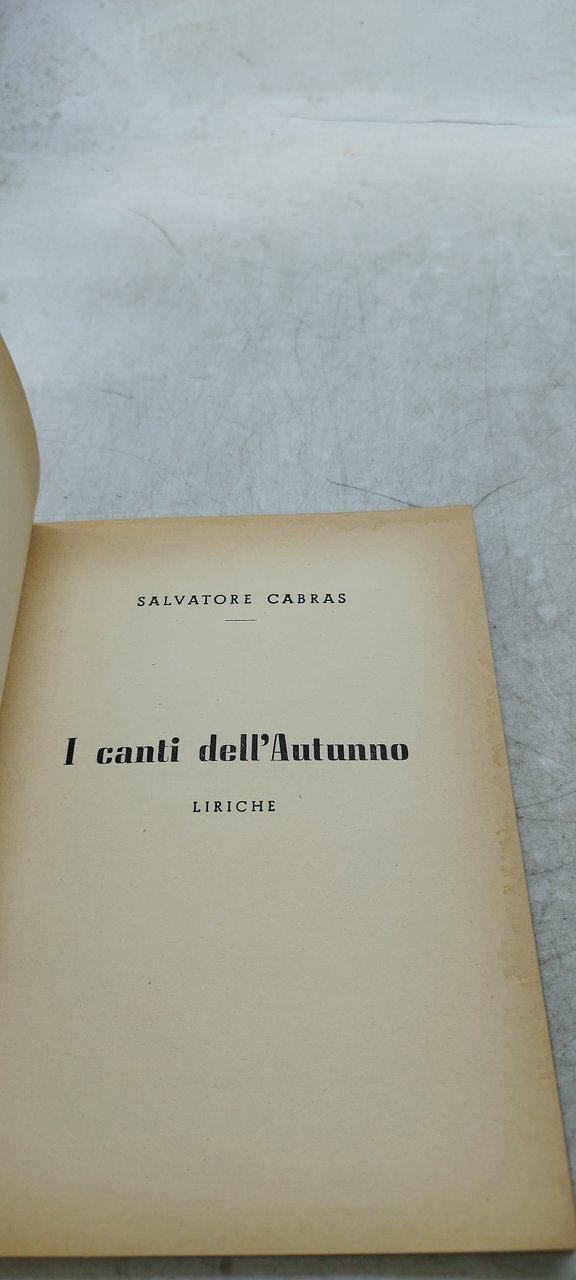 SALVATORE CABRAS
I canti dell'Autunno
LIRICHE